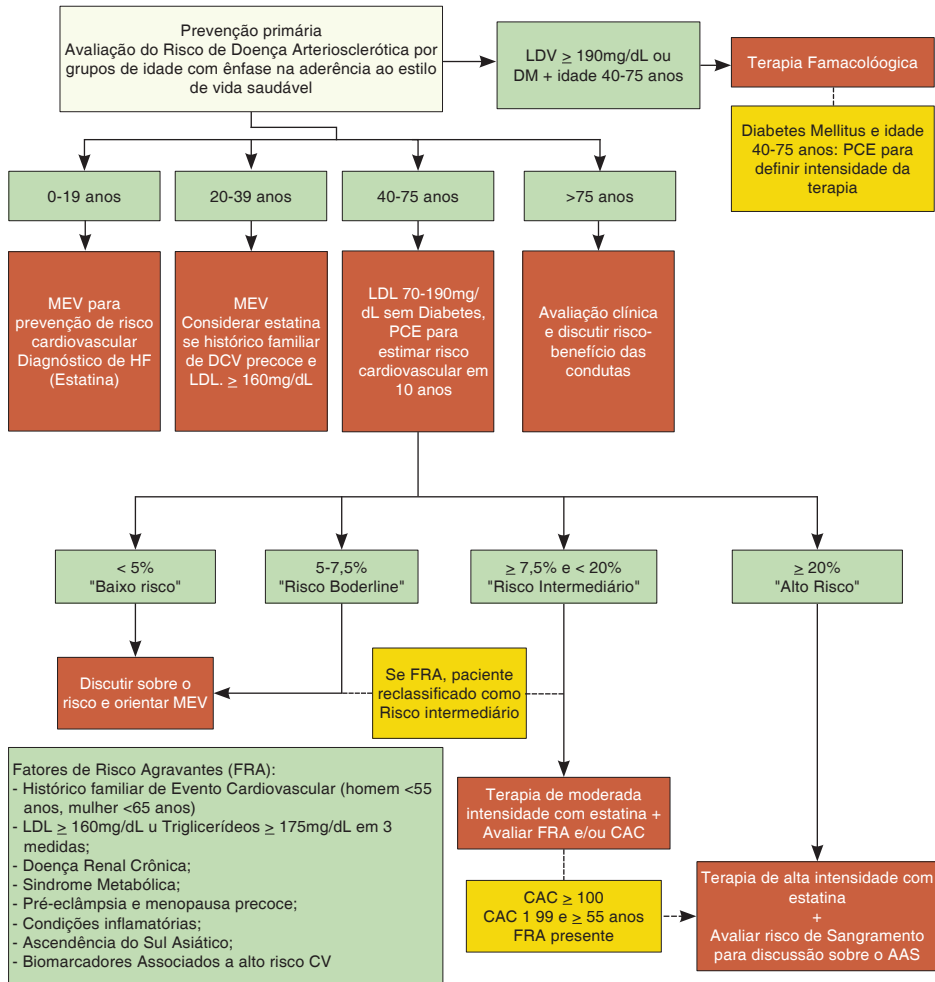 Prevenção primária
Avaliação do Risco de Doença Arteriosclerótica por
grupos de idade com ênfase na aderência ao estilo
de vida saudável
LDV ≥ 190mg/dL ou
DM + idade 40-75 anos
Terapia Famacolóogica
Diabetes Mellitus e idade
40-75 anos: PCE para
definir intensidade da
terapia
0-19 anos
20-39 anos
40-75 anos
>75 anos
MEV para
prevenção de risco
cardiovascular
Diagnóstico de HF
(Estatina)
MEV
Considerar estatina
se histórico familiar
de DCV precoce e
LDL. ≥ 160mg/dL
LDL 70-190mg/
dL sem Diabetes,
PCE para
estimar risco
cardiovascular em
10 anos
Avaliação clínica
e discutir risco-
benefício das
condutas
< 5%
"Baixo risco"
5-7,5%
"Risco Boderline"
≥ 7,5% e < 20%
"Risco Intermediário"
≥ 20%
"Alto Risco"
Discutir sobre o
risco e orientar MEV
Se FRA, paciente
reclassificado como
Risco intermediário
Fatores de Risco Agravantes (FRA):
- Histórico familiar de Evento Cardiovascular (homem <55
anos, mulher <65 anos)
- LDL ≥ 160mg/dL u Triglicerídeos ≥ 175mg/dL em 3
medidas;
- Doença Renal Crônica;
- Sindrome Metabólica;
- Pré-eclâmpsia e menopausa precoce;
- Condições inflamatórias;
- Ascendência do Sul Asiático;
- Biomarcadores Associados a alto risco CV
Terapia de moderada
intensidade com estatina +
Avaliar FRA e/ou CAC
CAC ≥ 100
CAC 1 99 e ≥ 55 anos
FRA presente
Terapia de alta intensidade com
estatina
+
Avaliar risco de Sangramento
para discussão sobre o AAS